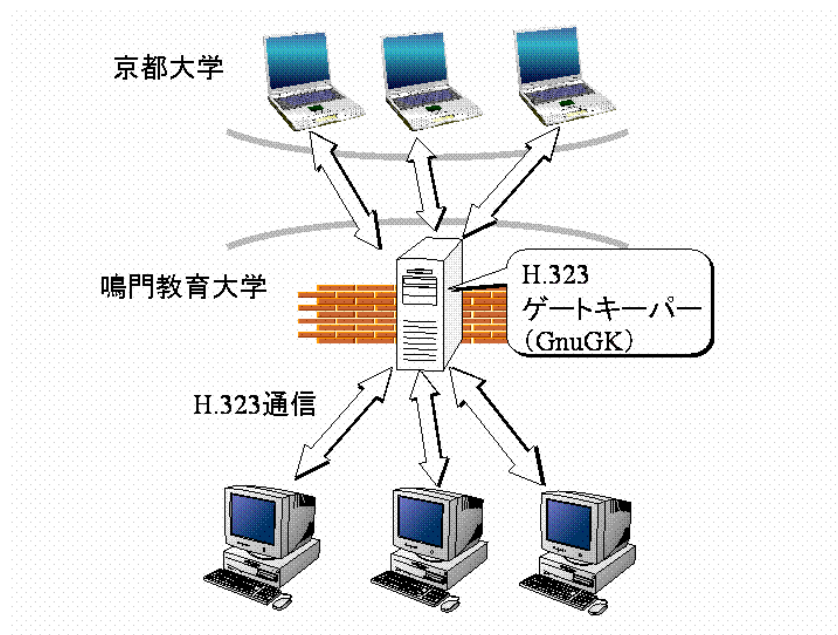 京都大学
鳴門教育大学
H.323
ゲートキーパー
（GnuGK）
H.323通信